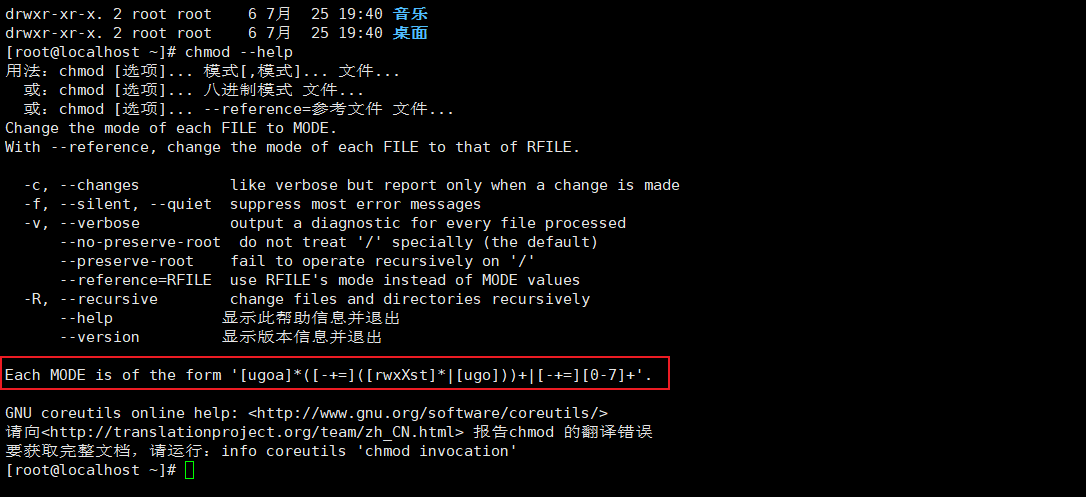 drwxr-xr-x. 2 root root    6 7月  25 19:40 音乐
drwxr-xr-x. 2 root root    6 7月  25 19:40 桌面
[root@localhost ~]# chmod --help
用法：chmod [选项]... 模式[,模式]... 文件...
  或：chmod [选项]... 八进制模式 文件...
  或：chmod [选项]... --reference=参考文件 文件...
Change the mode of each FILE to MODE.
With --reference, change the mode of each FILE to that of RFILE.
  -c, --changes          like verbose but report only when a change is made
  -f, --silent, --quiet  suppress most error messages
  -v, --verbose          output a diagnostic for every file processed
      --no-preserve-root  do not treat '/' specially (the default)
      --preserve-root    fail to operate recursively on '/'
      --reference=RFILE  use RFILE's mode instead of MODE values
  -R, --recursive        change files and directories recursively
      --help            显示此帮助信息并退出
      --version         显示版本信息并退出
Each MODE is of the form '[ugoa]*([-+=]([rwxXst]*|[ugo]))+|[-+=][0-7]+'.
GNU coreutils online help: <http://www.gnu.org/software/coreutils/>
请向<http://translationproject.org/team/zh_CN.html> 报告chmod 的翻译错误
要获取完整文档，请运行：info coreutils 'chmod invocation'
[root@localhost ~]#